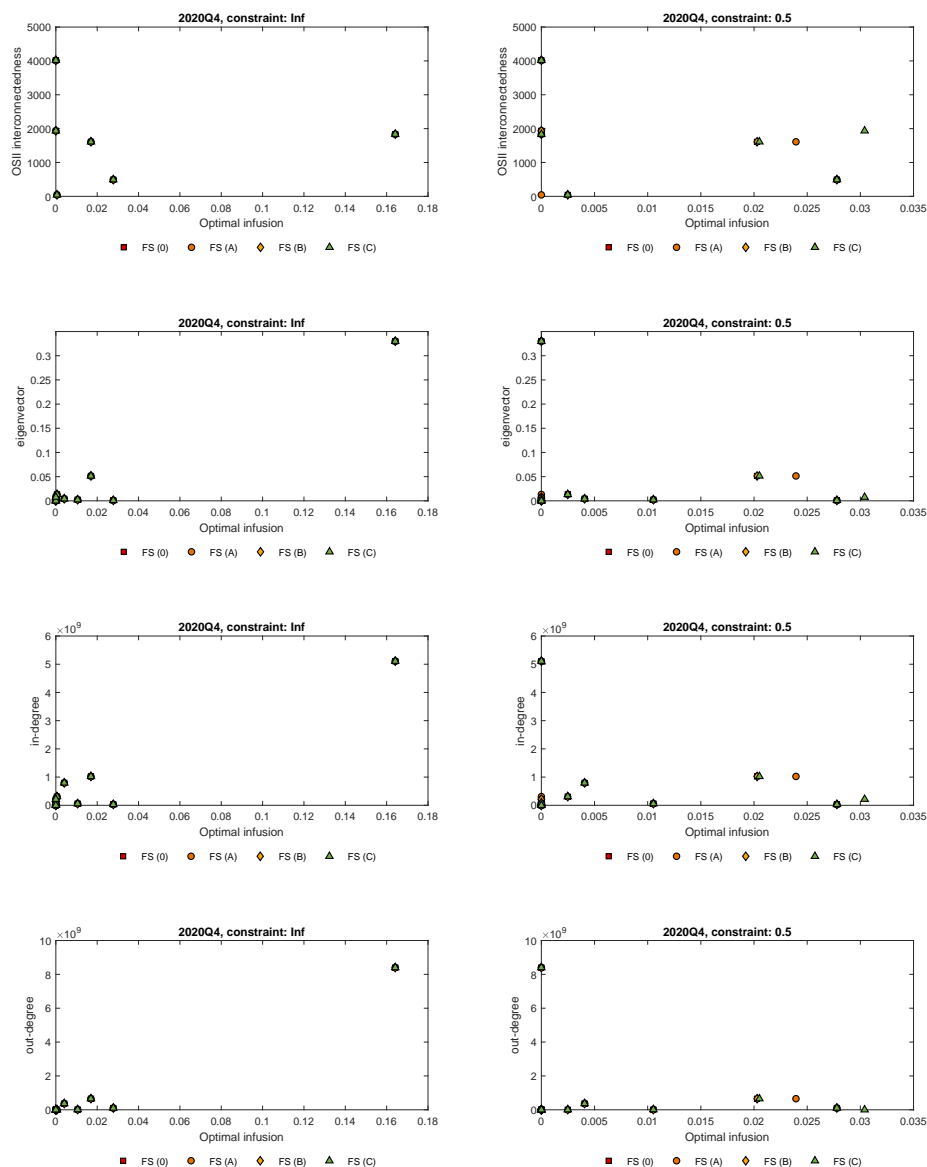 2020Q4, constraint: Inf
5000
4000
3000
2000
1000
0
OSII interconnectedness
0 0.02 0.04 0.06 0.08 0.1 0.12 0.14 0.16 0.18
Optimal infusion
FS (0) FS (A) FS (B) FS (C)
2020Q4, constraint: 0.5
5000
4000
3000
2000
1000
0
OSII interconnectedness
0 0.005 0.01 0.015 0.02 0.025 0.03 0.035
Optimal infusion
FS (0) FS (A) FS (B) FS (C)
2020Q4, constraint: Inf
0.3
0.25
0.2
0.15
0.1
0.05
0
eigenvector
0 0.02 0.04 0.06 0.08 0.1 0.12 0.14 0.16 0.18
Optimal infusion
FS (0) FS (A) FS (B) FS (C)
2020Q4, constraint: 0.5
0.3
0.25
0.2
0.15
0.1
0.05
0
eigenvector
0 0.005 0.01 0.015 0.02 0.025 0.03 0.035
Optimal infusion
FS (0) FS (A) FS (B) FS (C)
2020Q4, constraint: Inf
×10⁹
6
5
4
3
2
1
0
in-degree
0 0.02 0.04 0.06 0.08 0.1 0.12 0.14 0.16 0.18
Optimal infusion
FS (0) FS (A) FS (B) FS (C)
2020Q4, constraint: 0.5
×10⁹
6
5
4
3
2
1
0
in-degree
0 0.005 0.01 0.015 0.02 0.025 0.03 0.035
Optimal infusion
FS (0) FS (A) FS (B) FS (C)
2020Q4, constraint: Inf
×10⁹
10
8
6
4
2
0
out-degree
0 0.02 0.04 0.06 0.08 0.1 0.12 0.14 0.16 0.18
Optimal infusion
FS (0) FS (A) FS (B) FS (C)
2020Q4, constraint: 0.5
×10⁹
10
8
6
4
2
0
out-degree
0 0.005 0.01 0.015 0.02 0.025 0.03 0.035
Optimal infusion
FS (0) FS (A) FS (B) FS (C)